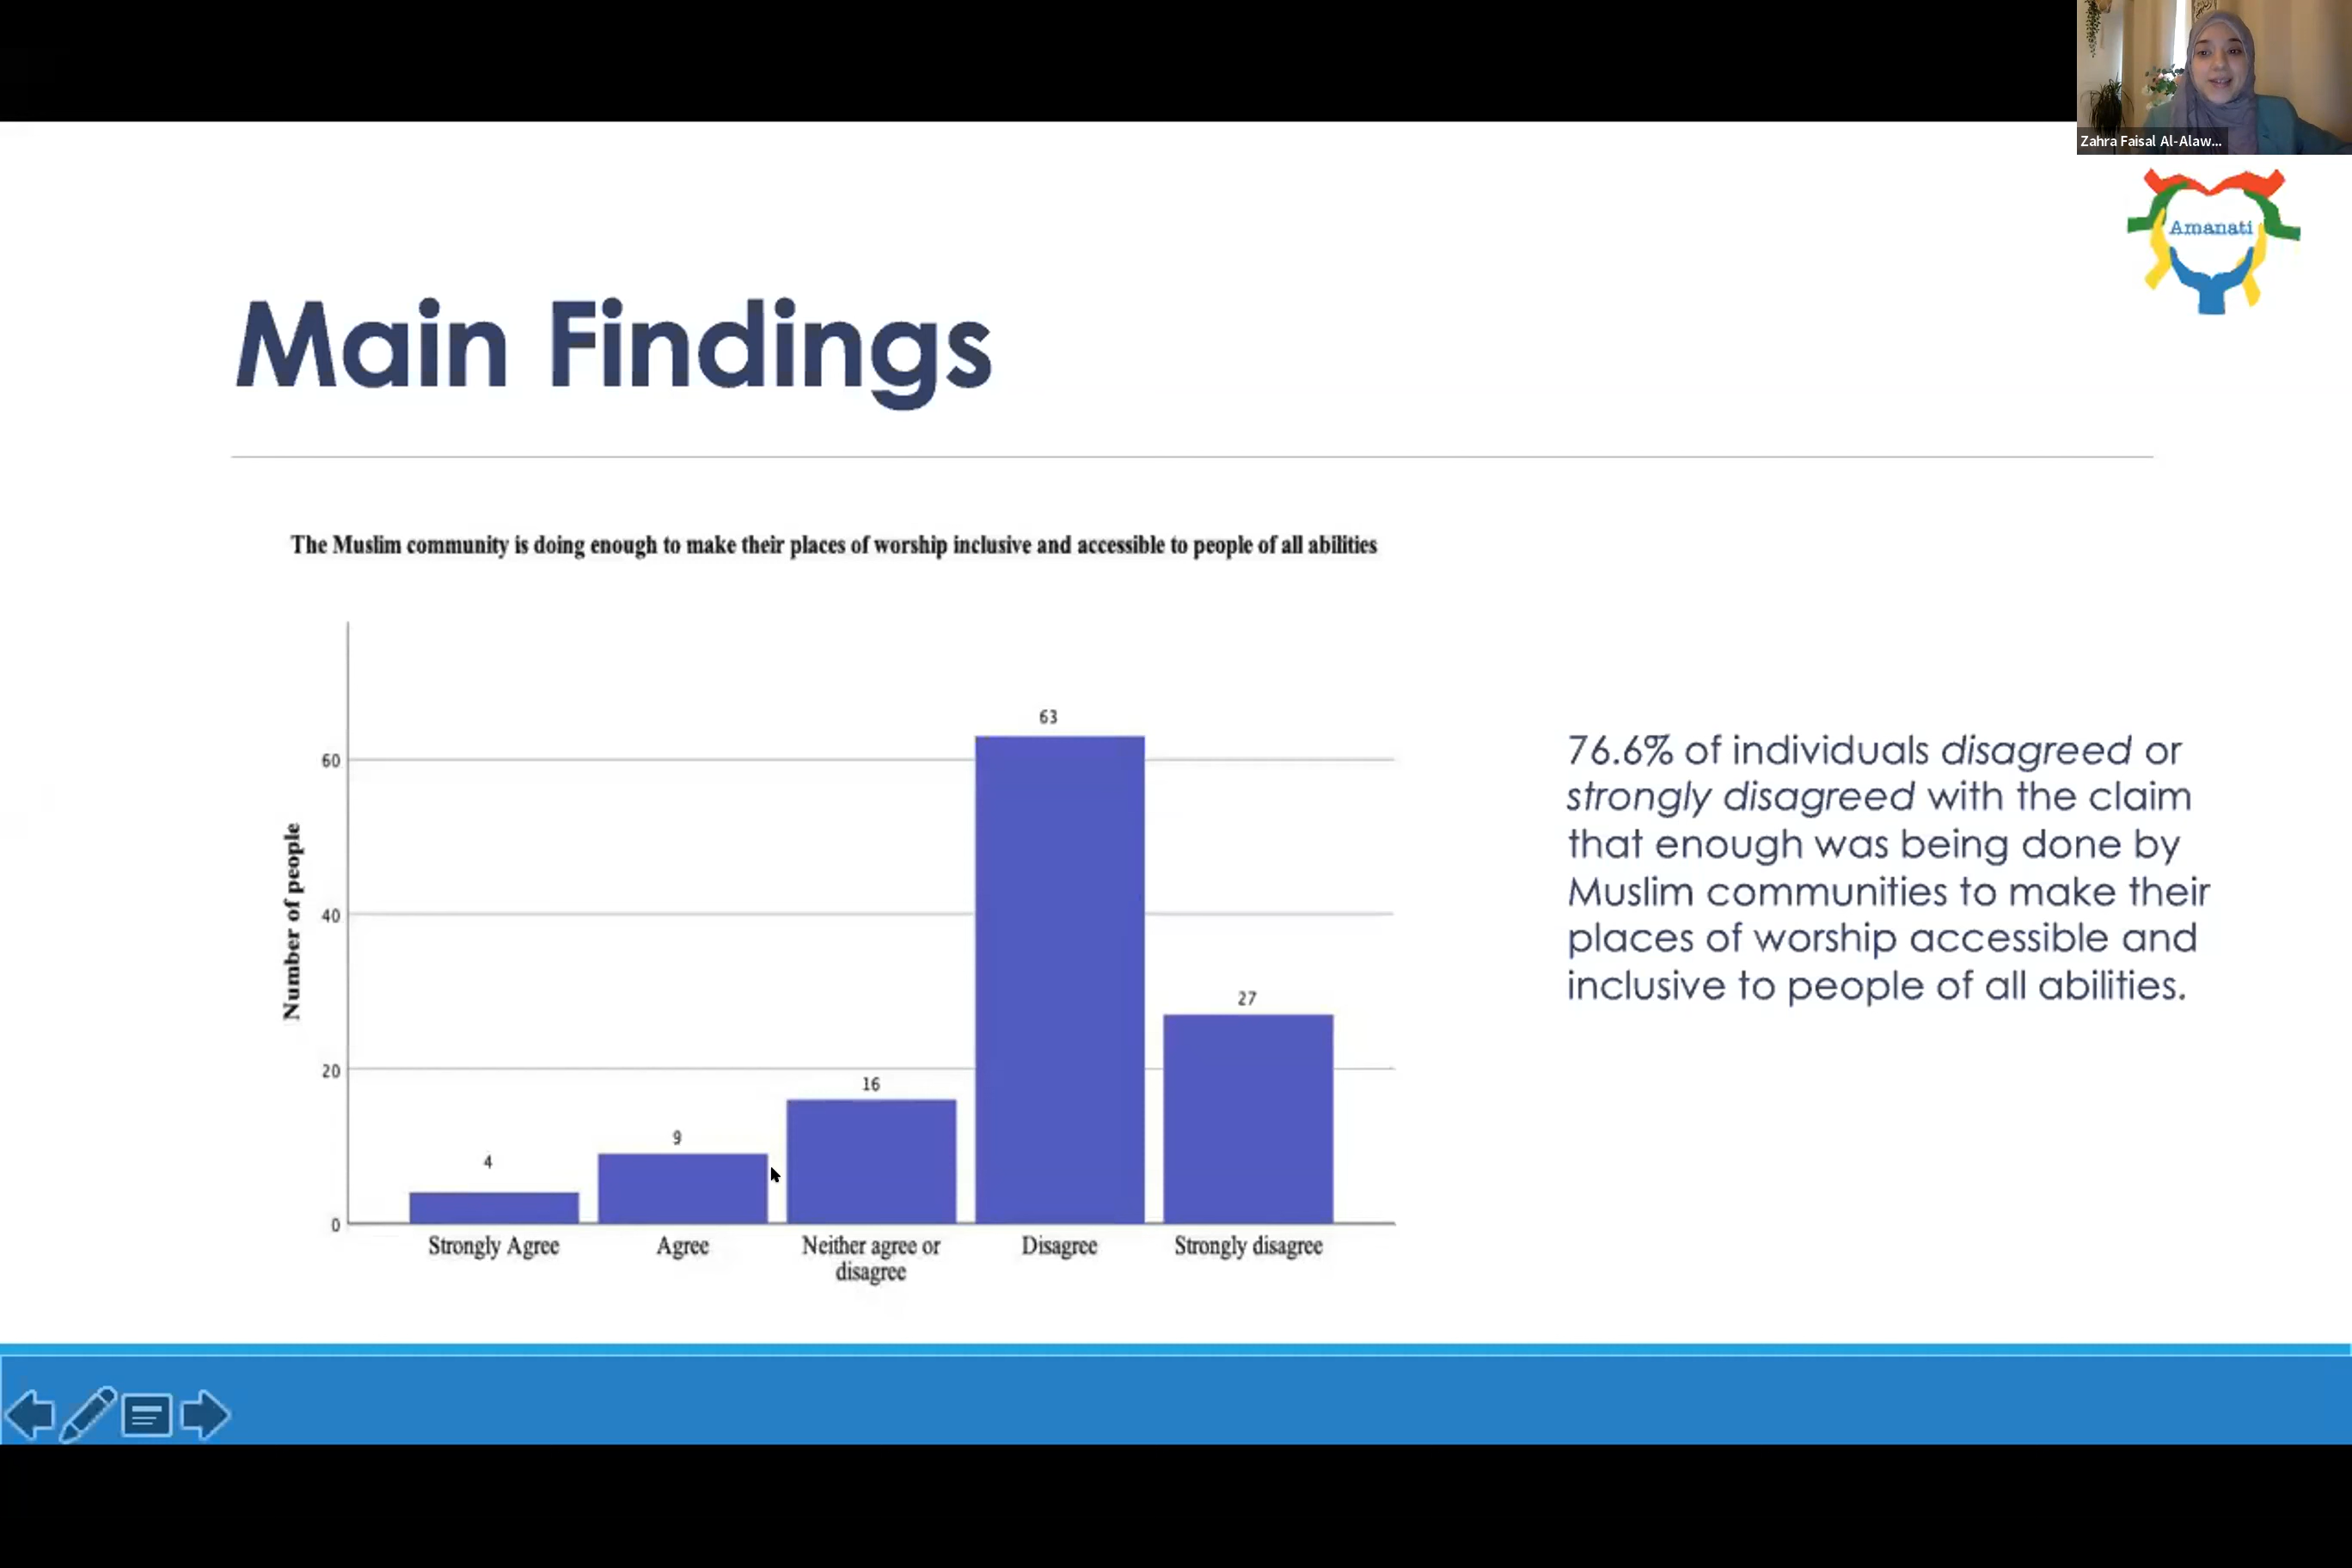 Zahra Faisal Al-Alaw...
Amanati
Main Findings
The Muslim community is doing enough to make their places of worship inclusive and accessible to people of all abilities
Number of people
60
40
20
0
4
9
16
63
27
Strongly Agree
Agree
Neither agree or
disagree
Disagree
Strongly disagree
76.6% of individuals disagreed or
strongly disagreed with the claim
that enough was being done by
Muslim communities to make their
places of worship accessible and
inclusive to people of all abilities.